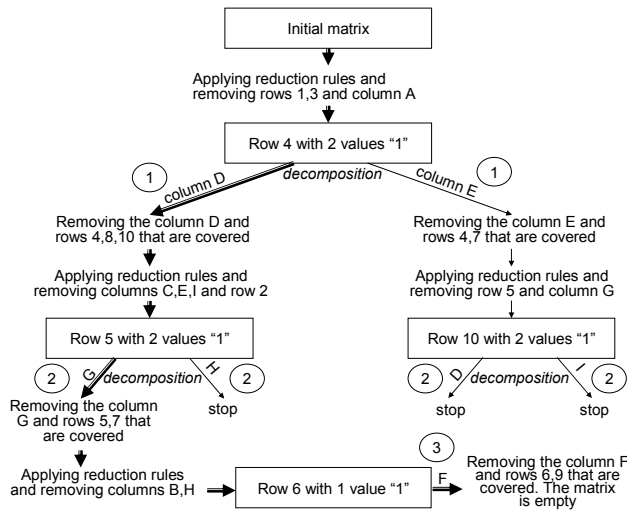 Initial matrix
Applying reduction rules and
removing rows 1,3 and column A
Row 4 with 2 values “1”
1
column D
decomposition
column E
1
Removing the column D and
rows 4,8,10 that are covered
Applying reduction rules and
removing columns C,E,I and row 2
Row 5 with 2 values “1”
2
G
decomposition
H
2
stop
Removing the column
G and rows 5,7 that
are covered
Applying reduction rules
and removing columns B,H
Removing the column E and
rows 4,7 that are covered
Applying reduction rules and
removing row 5 and column G
Row 10 with 2 values “1”
2
D
decomposition
I
2
stop
stop
Row 6 with 1 value “1”
3
F
Removing the column F
and rows 6,9 that are
covered. The matrix
is empty